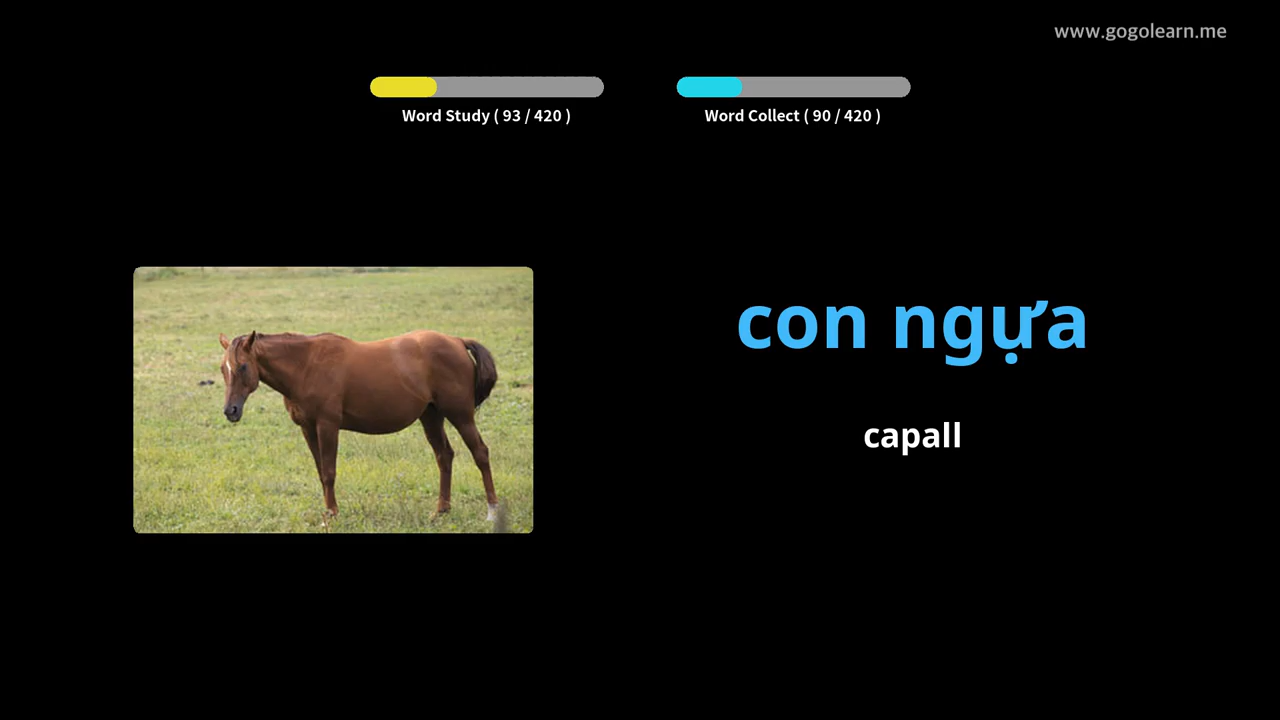 www.gogolearn.me
Word Study ( 93 / 420 )
Word Collect ( 90 / 420 )
con ngựa
capall